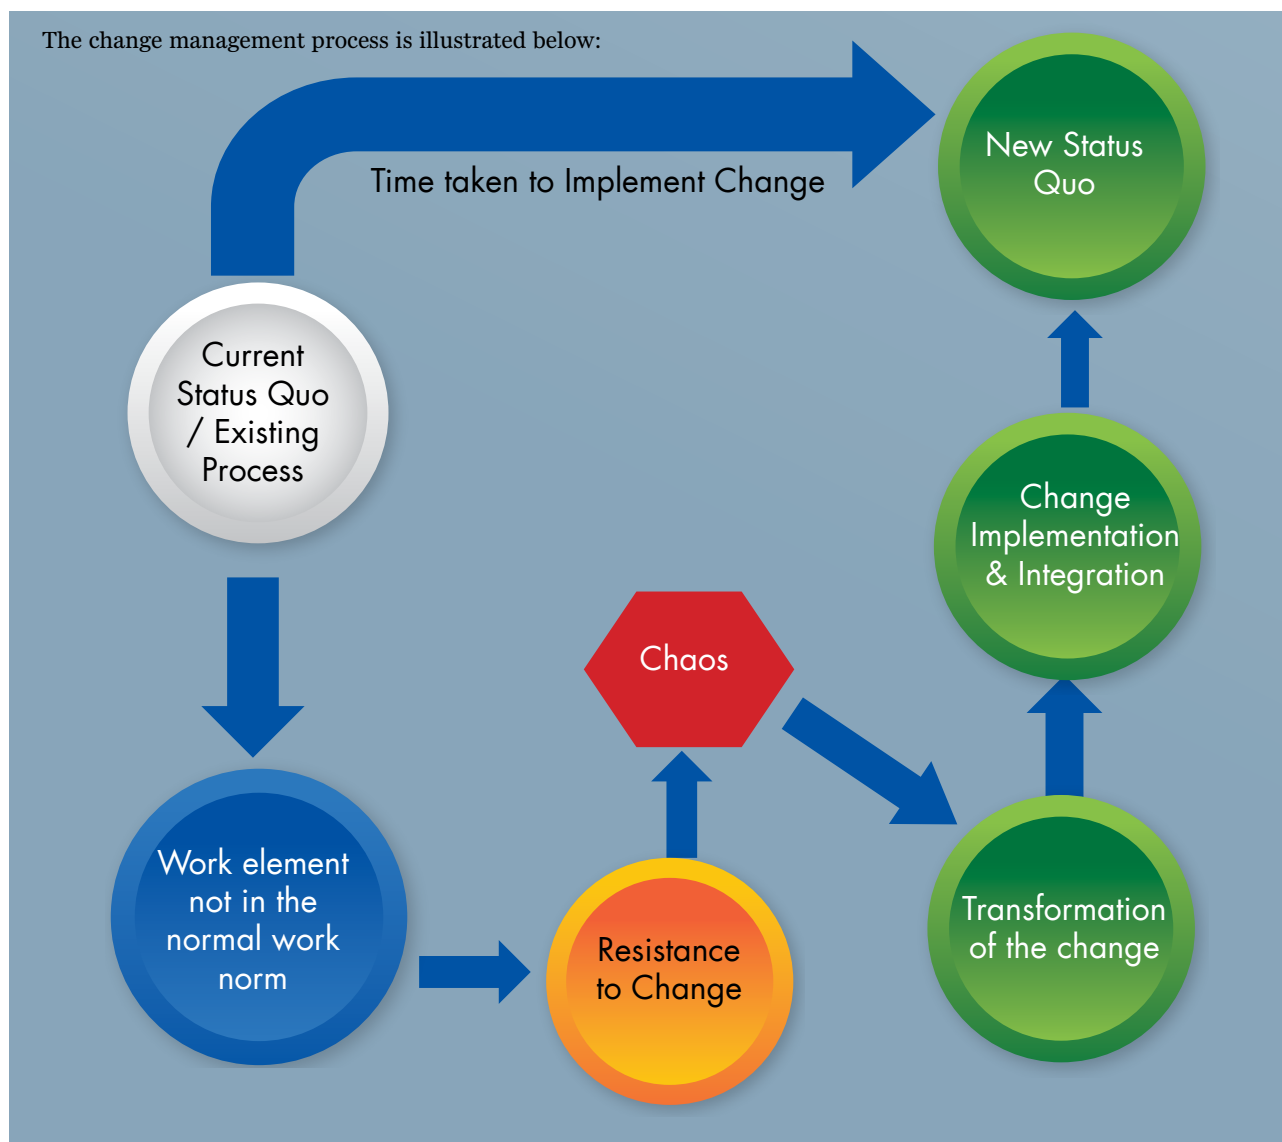 The change management process is illustrated below:
Time taken to Implement Change
New Status
Quo
Current
Status Quo
/ Existing
Process
Change
Implementation
& Integration
Chaos
Work element
not in the
normal work
norm
Resistance
to Change
Transformation
of the change